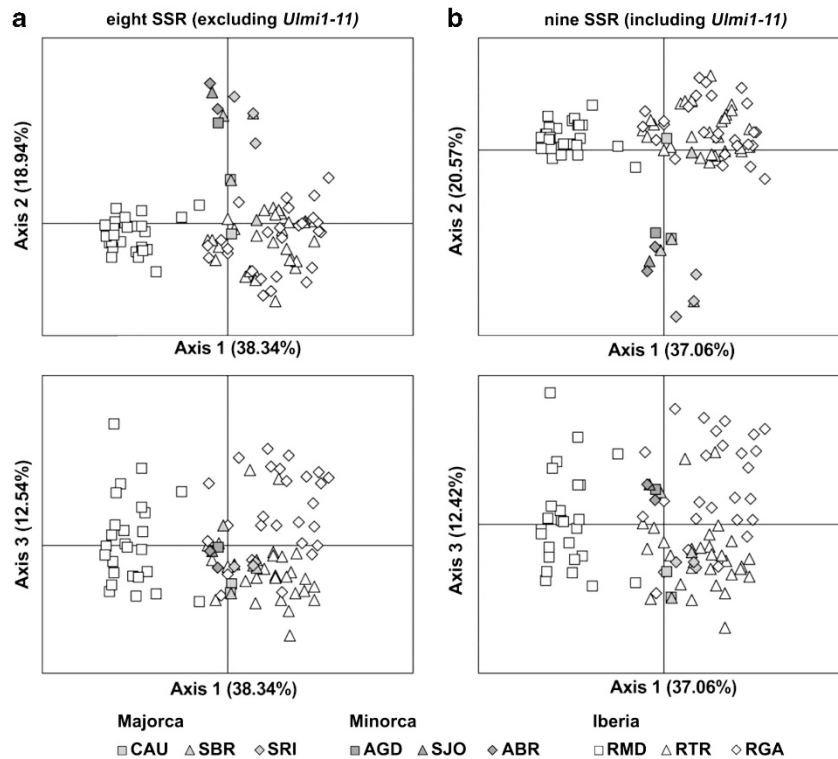 a eight SSR (excluding Ulmi1-11)
b nine SSR (including Ulmi1-11)
Axis 2 (18.94%)
Axis 1 (38.34%)
Axis 2 (20.57%)
Axis 1 (37.06%)
Axis 3 (12.54%)
Axis 1 (38.34%)
Axis 3 (12.42%)
Axis 1 (37.06%)
Majorca Minorca Iberia
CAU SBR SRI AGD SJO ABR RMD RTR RGA